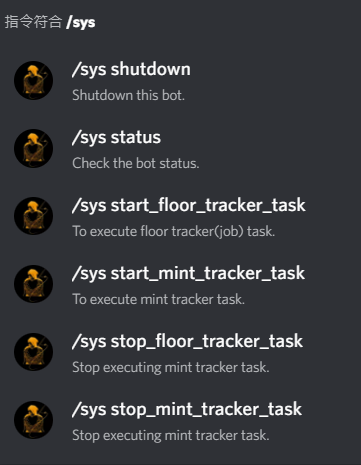 指令符合 /sys
/sys shutdown
Shutdown this bot.
/sys status
Check the bot status.
/sys start_floor_tracker_task
To execute floor tracker(job) task.
/sys start_mint_tracker_task
To execute mint tracker task.
/sys stop_floor_tracker_task
Stop executing mint tracker task.
/sys stop_mint_tracker_task
Stop executing mint tracker task.